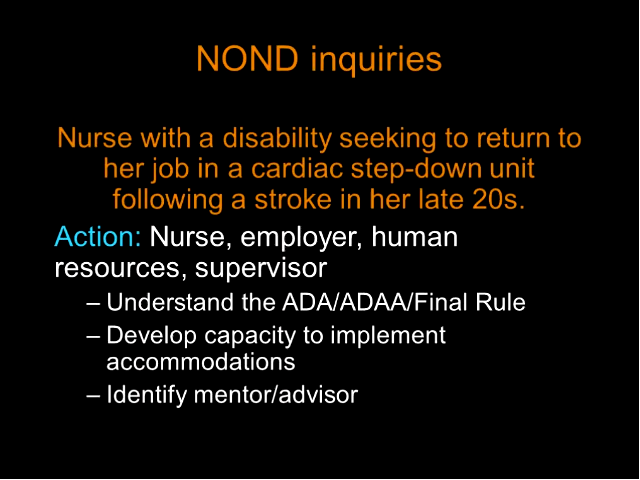 NOND inquiries
Nurse with a disability seeking to return to
her job in a cardiac step-down unit
following a stroke in her late 20s.
Action: Nurse, employer, human
resources, supervisor
– Understand the ADA/ADAA/Final Rule
– Develop capacity to implement
accommodations
– Identify mentor/advisor